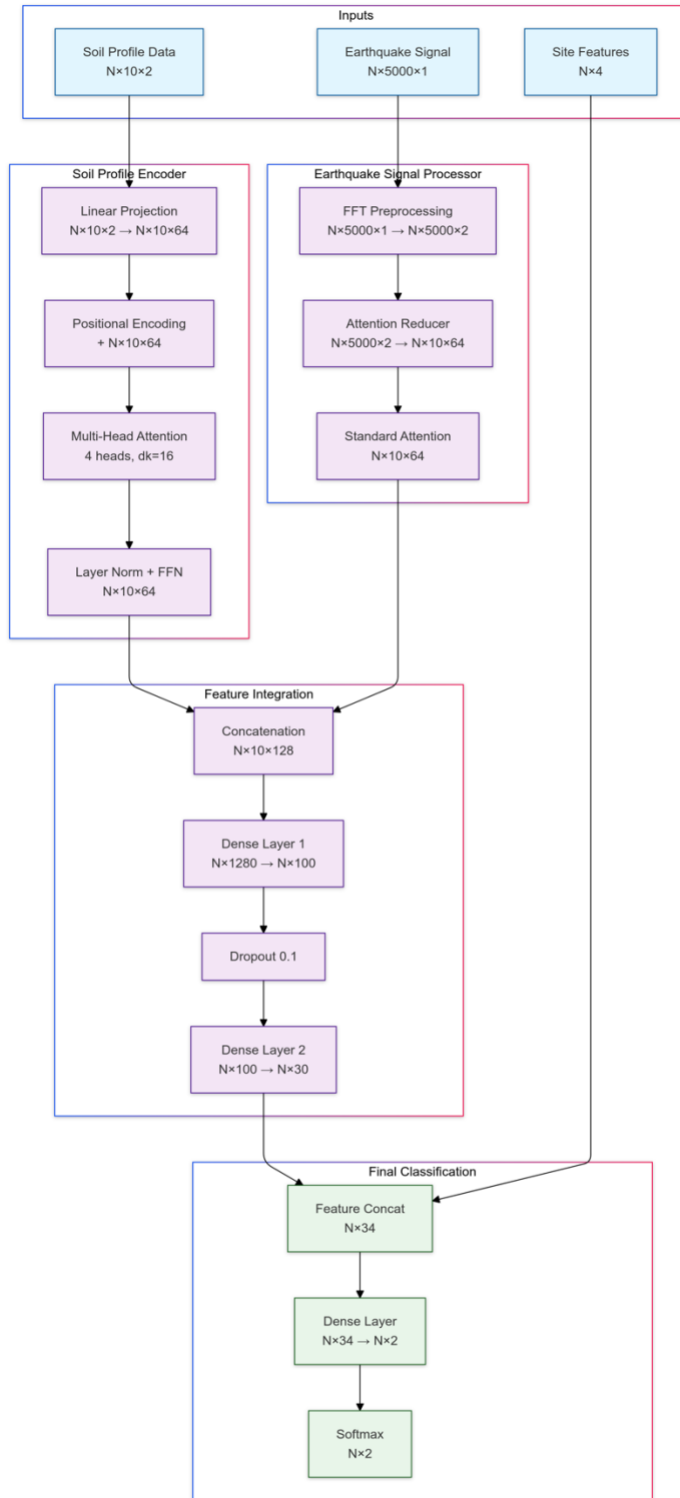 Inputs
Soil Profile Data
N×10×2
Earthquake Signal
N×5000×1
Site Features
N×4
Soil Profile Encoder
Linear Projection
N×10×2 → N×10×64
Positional Encoding
+ N×10×64
Multi-Head Attention
4 heads, dk=16
Layer Norm + FFN
N×10×64
Earthquake Signal Processor
FFT Preprocessing
N×5000×1 → N×5000×2
Attention Reducer
N×5000×2 → N×10×64
Standard Attention
N×10×64
Feature Integration
Concatenation
N×10×128
Dense Layer 1
N×1280 → N×100
Dropout 0.1
Dense Layer 2
N×100 → N×30
Final Classification
Feature Concat
N×34
Dense Layer
N×34 → N×2
Softmax
N×2